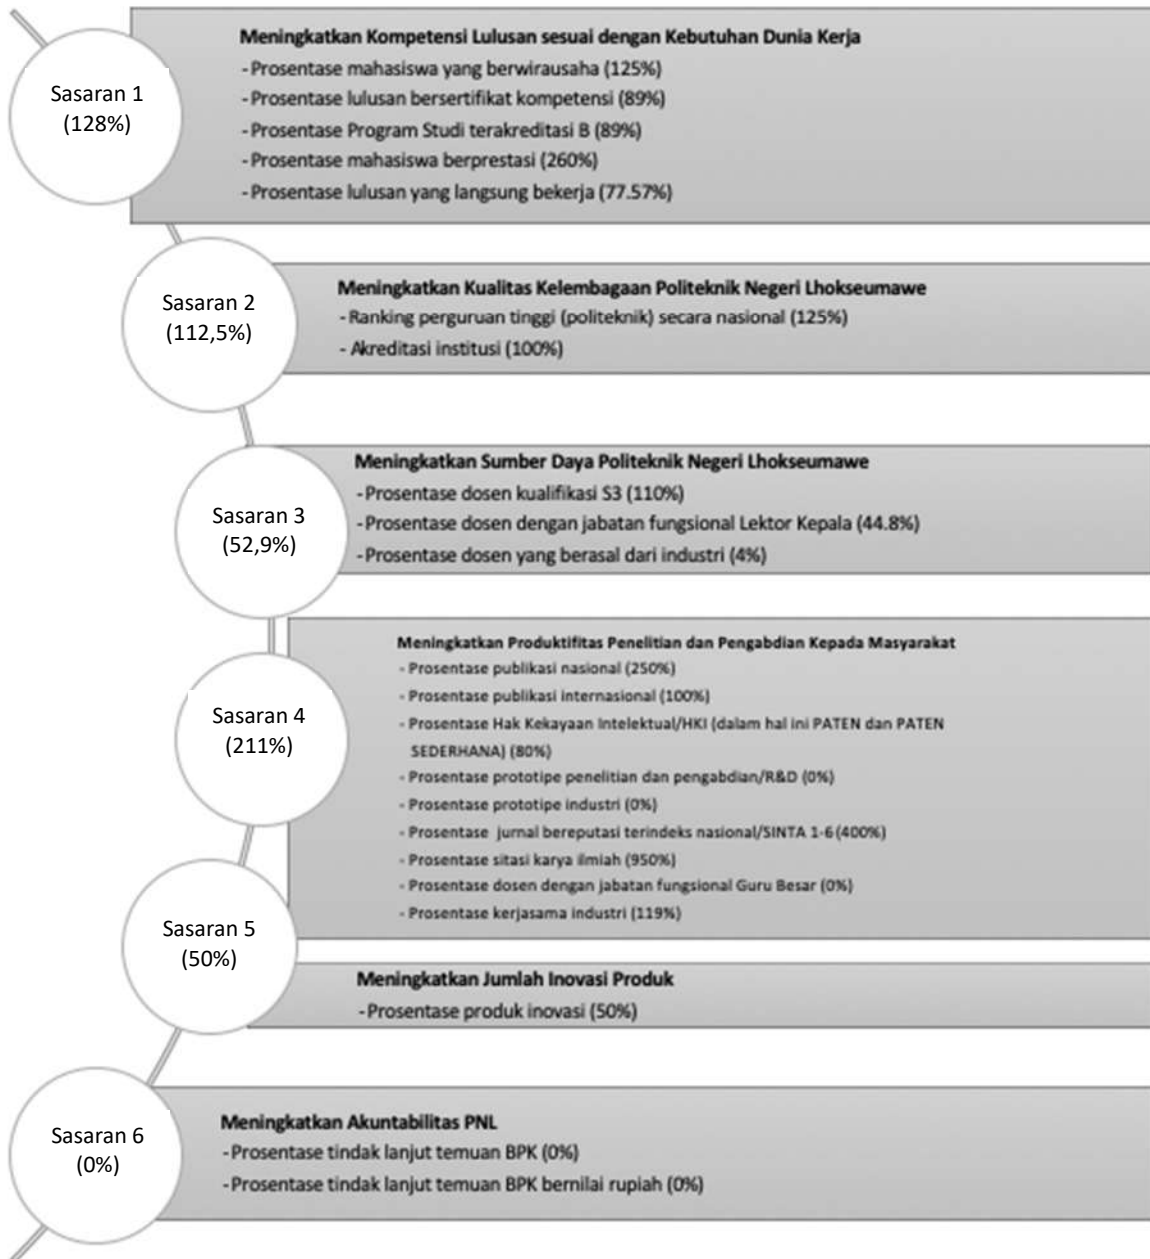 Sasaran 1
(128%)
Meningkatkan Kompetensi Lulusan sesuai dengan Kebutuhan Dunia Kerja
- Prosentase mahasiswa yang berwirausaha (125%)
- Prosentase lulusan bersertifikat kompetensi (89%)
- Prosentase Program Studi terakreditasi B (89%)
- Prosentase mahasiswa berprestasi (260%)
- Prosentase lulusan yang langsung bekerja (77.57%)
Sasaran 2
(112,5%)
Meningkatkan Kualitas Kelembagaan Politeknik Negeri Lhokseumawe
- Ranking perguruan tinggi (politeknik) secara nasional (125%)
- Akreditasi institusi (100%)
Sasaran 3
(52,9%)
Meningkatkan Sumber Daya Politeknik Negeri Lhokseumawe
- Prosentase dosen kualifikasi S3 (110%)
- Prosentase dosen dengan jabatan fungsional Lektor Kepala (44.8%)
- Prosentase dosen yang berasal dari industri (4%)
Sasaran 4
(211%)
Meningkatkan Produktifitas Penelitian dan Pengabdian Kepada Masyarakat
- Prosentase publikasi nasional (250%)
- Prosentase publikasi internasional (100%)
- Prosentase Hak Kekayaan Intelektual/HKI (dalam hal ini PATEN dan PATEN
SEDERHANA) (80%)
- Prosentase prototipe penelitian dan pengabdian/R&D (0%)
- Prosentase prototipe industri (0%)
- Prosentase jurnal bereputasi terindeks nasional/SINTA 1-6 (400%)
- Prosentase sitasi karya ilmiah (950%)
- Prosentase dosen dengan jabatan fungsional Guru Besar (0%)
- Prosentase kerjasama industri (119%)
Sasaran 5
(50%)
Meningkatkan Jumlah Inovasi Produk
- Prosentase produk inovasi (50%)
Sasaran 6
(0%)
Meningkatkan Akuntabilitas PNL
- Prosentase tindak lanjut temuan BPK (0%)
- Prosentase tindak lanjut temuan BPK bernilai rupiah (0%)